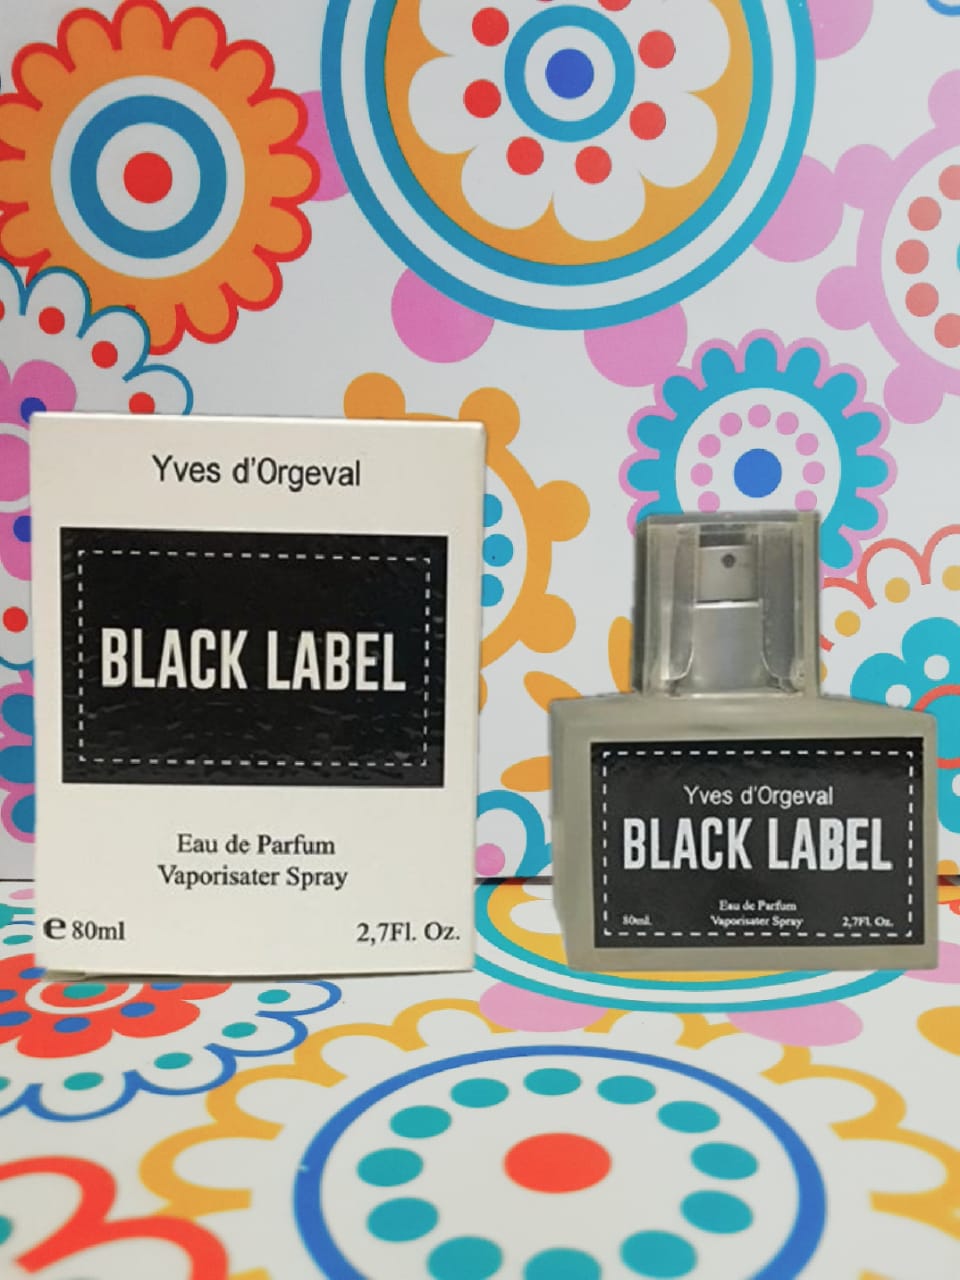 Yves d'Orgeval
BLACK LABEL
Eau de Parfum
Vaporisater Spray
℮ 80ml
2,7Fl. Oz.
Yves d'Orgeval
BLACK LABEL
Eau de Parfum
80ml.
Vaporisater Spray
2,7Fl. Oz.